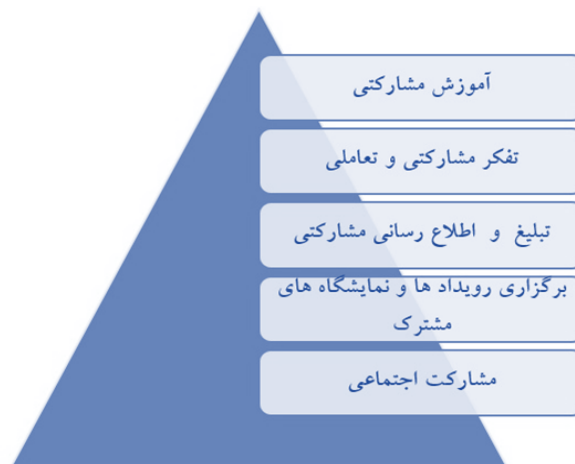 آموزش مشارکتی
تفکر مشارکتی و تعاملی
تبلیغ و اطلاع رسانی مشارکتی
برگزاری رویداد ها و نمایشگاه های
مشترک
مشارکت اجتماعی